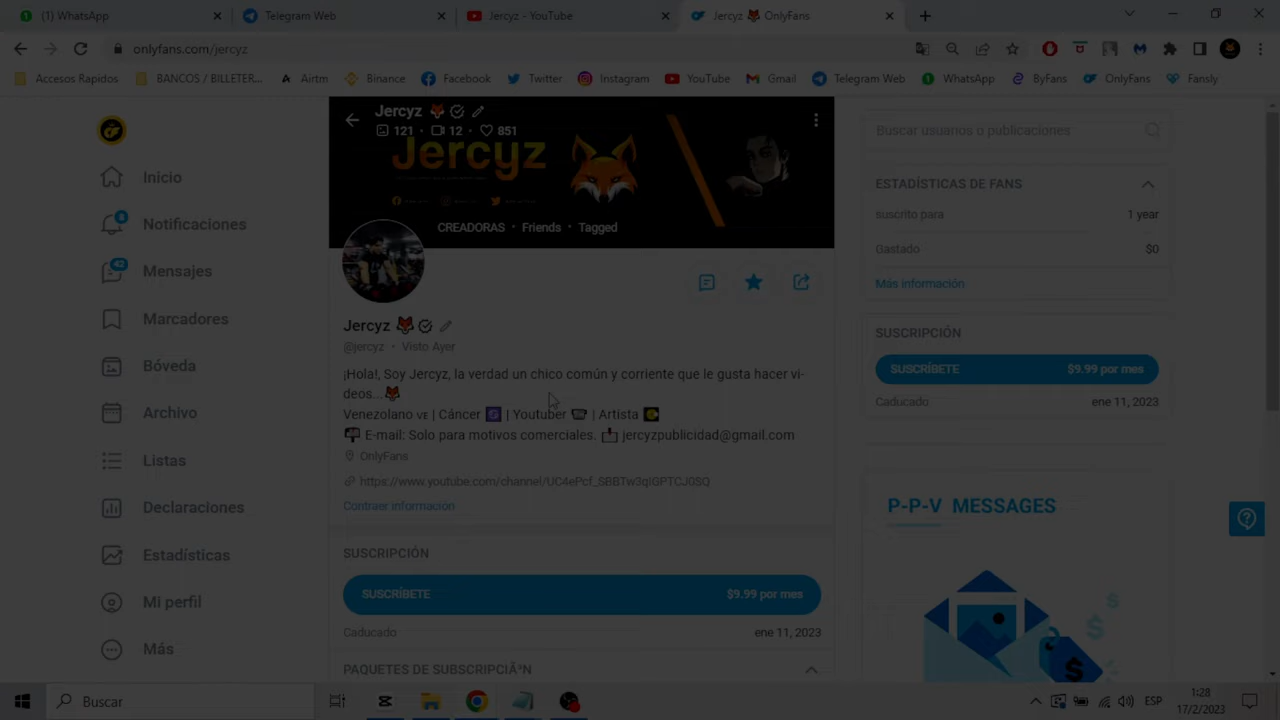 (1) WhatsApp
Telegram Web
Jercyz - YouTube
Jercyz 🦊 OnlyFans
onlyfans.com/jercyz
Accesos Rapidos
BANCOS / BILLETER...
Airtm
Binance
Facebook
Twitter
Instagram
YouTube
Gmail
Telegram Web
WhatsApp
ByFans
OnlyFans
Fansly
Inicio
8
Notificaciones
42
Mensajes
Marcadores
Bóveda
Archivo
Listas
Declaraciones
Estadísticas
Mi perfil
Más
Jercyz 🦊
121 · 12 · 851
Jercyz
CREADORAS · Friends · Tagged
Jercyz 🦊
@jercyz · Visto Ayer
¡Hola!, Soy Jercyz, la verdad un chico común y corriente que le gusta hacer vi-
deos...🦊
Venezolano VE | Cáncer ♋ | Youtuber | Artista
E-mail: Solo para motivos comerciales. 📩 jercyzpublicidad@gmail.com
OnlyFans
https://www.youtube.com/channel/UC4ePcf_SBBTw3qIGPTCJ0SQ
Contraer información
SUSCRIPCIÓN
SUSCRÍBETE $9.99 por mes
Caducado ene 11, 2023
PAQUETES DE SUBSCRIPCIÃ³N
Buscar usuarios o publicaciones
ESTADÍSTICAS DE FANS
suscrito para 1 year
Gastado $0
Más información
SUSCRIPCIÓN
SUSCRÍBETE $9.99 por mes
Caducado ene 11, 2023
P-P-V MESSAGES
Buscar
ESP
1:28
17/2/2023